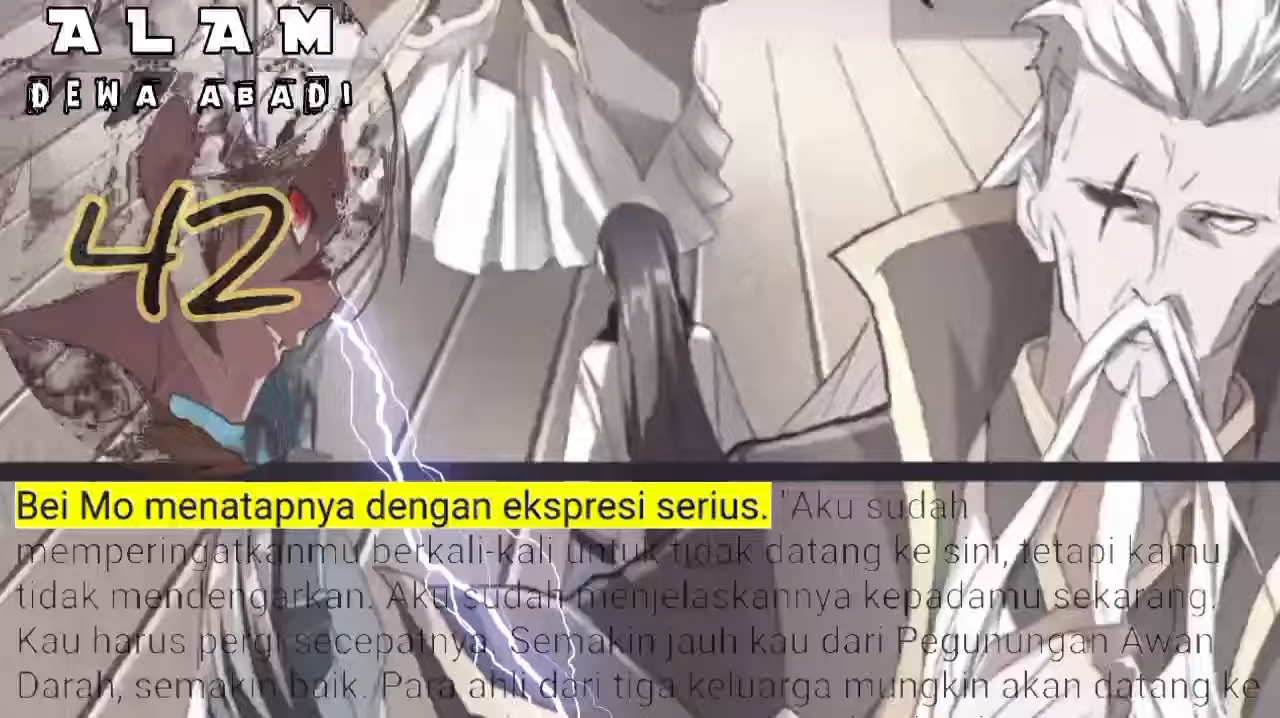 ALAM
DEWA ABADI
42
Bei Mo menatapnya dengan ekspresi serius. "Aku sudah
memperingatkanmu berkali-kali untuk tidak datang ke sini, tetapi kamu
tidak mendengarkan. Aku sudah menjelaskannya kepadamu sekarang.
Kau harus pergi secepatnya. Semakin jauh kau dari Pegunungan Awan
Darah, semakin baik. Para ahli dari tiga keluarga mungkin akan datang ke